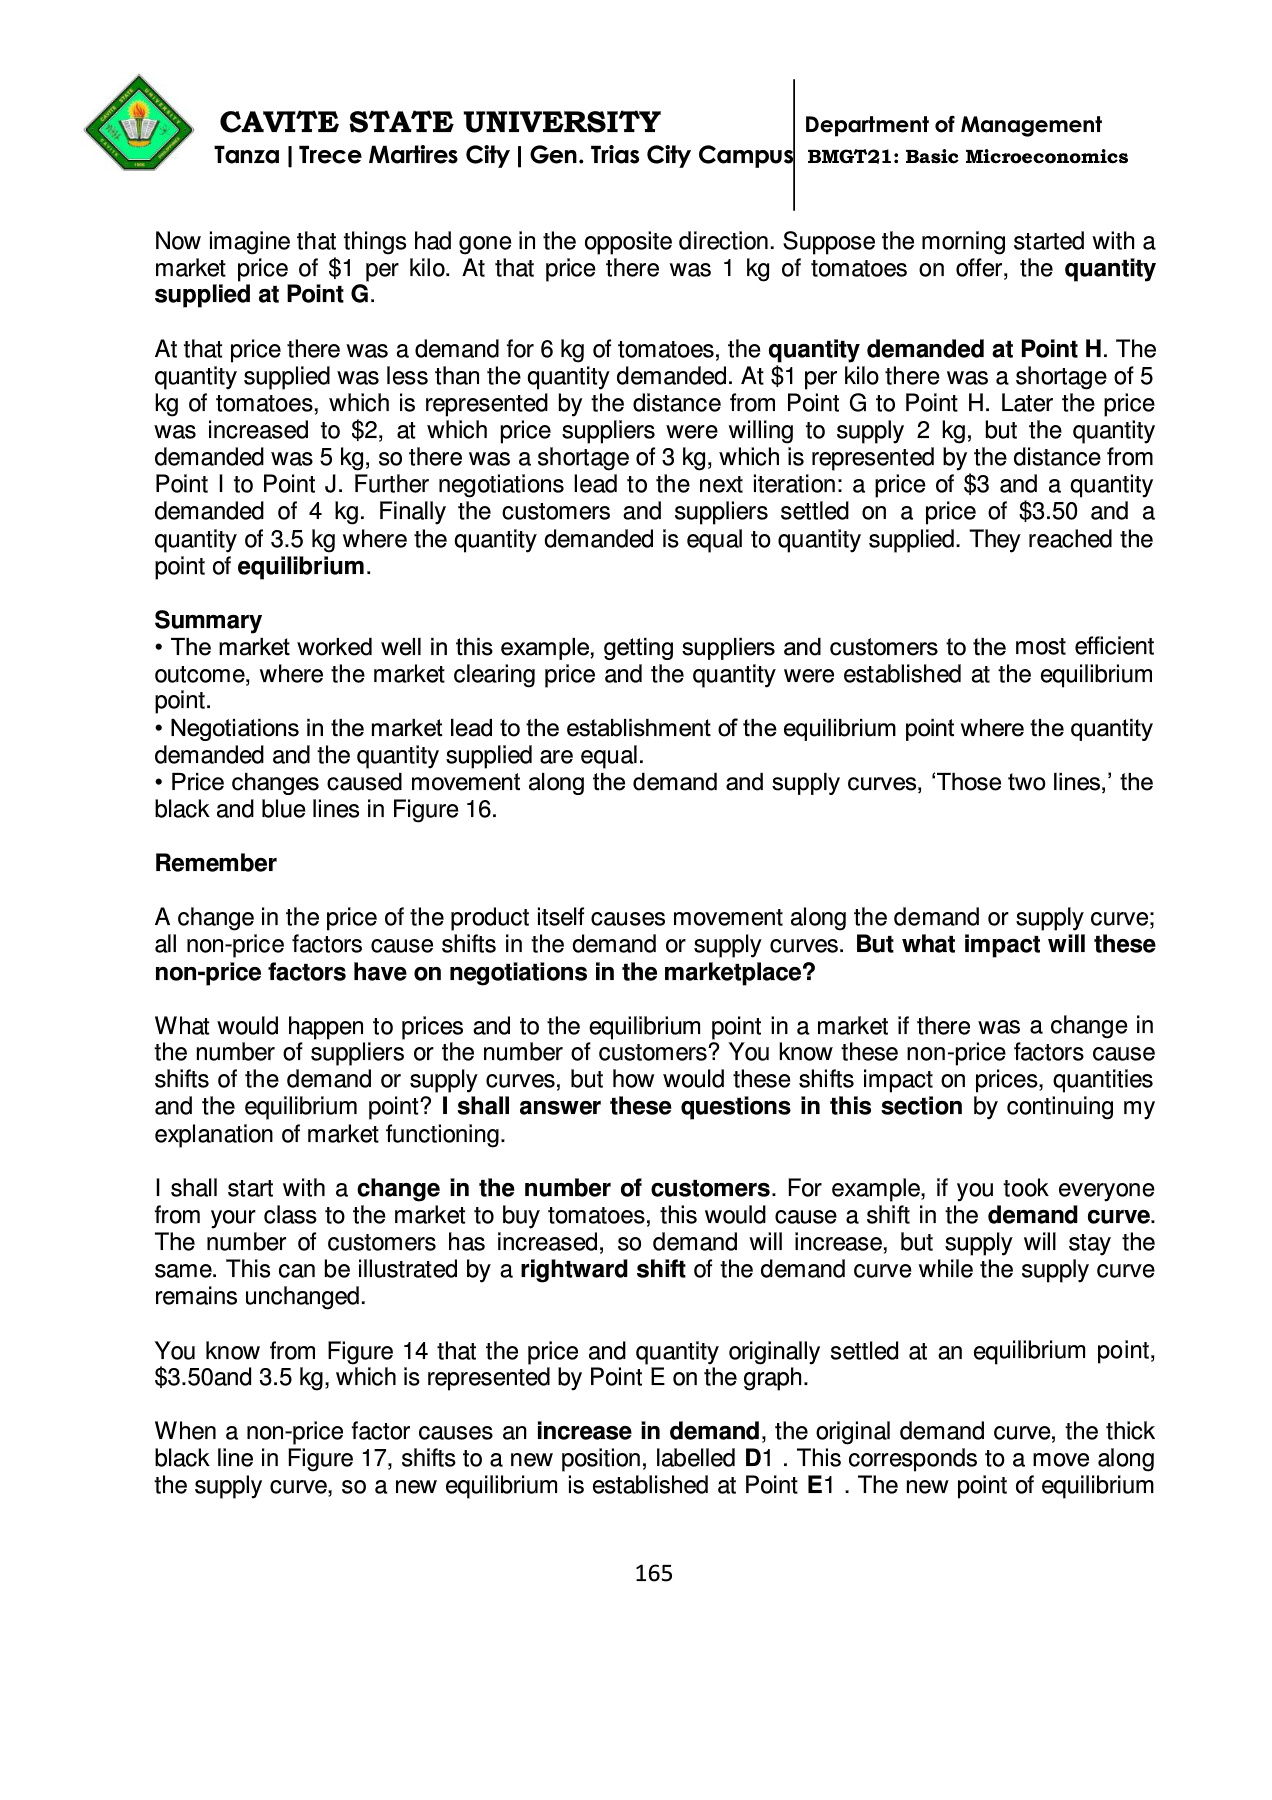 CAVITE STATE UNIVERSITY
Tanza | Trece Martires City | Gen. Trias City Campus
Department of Management
BMGT21: Basic Microeconomics
Now imagine that things had gone in the opposite direction. Suppose the morning started with a
market price of $1 per kilo. At that price there was 1 kg of tomatoes on offer, the quantity
supplied at Point G.
At that price there was a demand for 6 kg of tomatoes, the quantity demanded at Point H. The
quantity supplied was less than the quantity demanded. At $1 per kilo there was a shortage of 5
kg of tomatoes, which is represented by the distance from Point G to Point H. Later the price
was increased to $2, at which price suppliers were willing to supply 2 kg, but the quantity
demanded was 5 kg, so there was a shortage of 3 kg, which is represented by the distance from
Point I to Point J. Further negotiations lead to the next iteration: a price of $3 and a quantity
demanded of 4 kg. Finally the customers and suppliers settled on a price of $3.50 and a
quantity of 3.5 kg where the quantity demanded is equal to quantity supplied. They reached the
point of equilibrium.
Summary
• The market worked well in this example, getting suppliers and customers to the most efficient
outcome, where the market clearing price and the quantity were established at the equilibrium
point.
• Negotiations in the market lead to the establishment of the equilibrium point where the quantity
demanded and the quantity supplied are equal.
• Price changes caused movement along the demand and supply curves, ‘Those two lines,’ the
black and blue lines in Figure 16.
Remember
A change in the price of the product itself causes movement along the demand or supply curve;
all non-price factors cause shifts in the demand or supply curves. But what impact will these
non-price factors have on negotiations in the marketplace?
What would happen to prices and to the equilibrium point in a market if there was a change in
the number of suppliers or the number of customers? You know these non-price factors cause
shifts of the demand or supply curves, but how would these shifts impact on prices, quantities
and the equilibrium point? I shall answer these questions in this section by continuing my
explanation of market functioning.
I shall start with a change in the number of customers. For example, if you took everyone
from your class to the market to buy tomatoes, this would cause a shift in the demand curve.
The number of customers has increased, so demand will increase, but supply will stay the
same. This can be illustrated by a rightward shift of the demand curve while the supply curve
remains unchanged.
You know from Figure 14 that the price and quantity originally settled at an equilibrium point,
$3.50and 3.5 kg, which is represented by Point E on the graph.
When a non-price factor causes an increase in demand, the original demand curve, the thick
black line in Figure 17, shifts to a new position, labelled D1 . This corresponds to a move along
the supply curve, so a new equilibrium is established at Point E1 . The new point of equilibrium
165